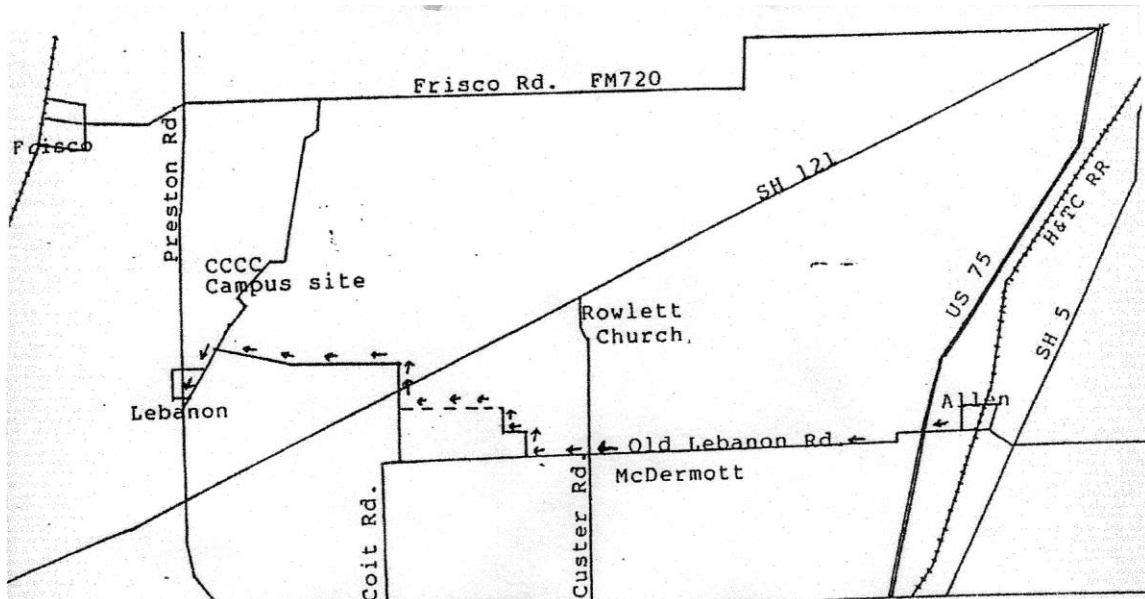 Frisco Rd. FM720
Frisco
Preston Rd.
SH 121
H&TC RR
CCCC
Campus site
US 75
SH 5
Rowlett
Church,
Lebanon
Allen
Old Lebanon Rd.
McDermott
Coit Rd.
Custer Rd.